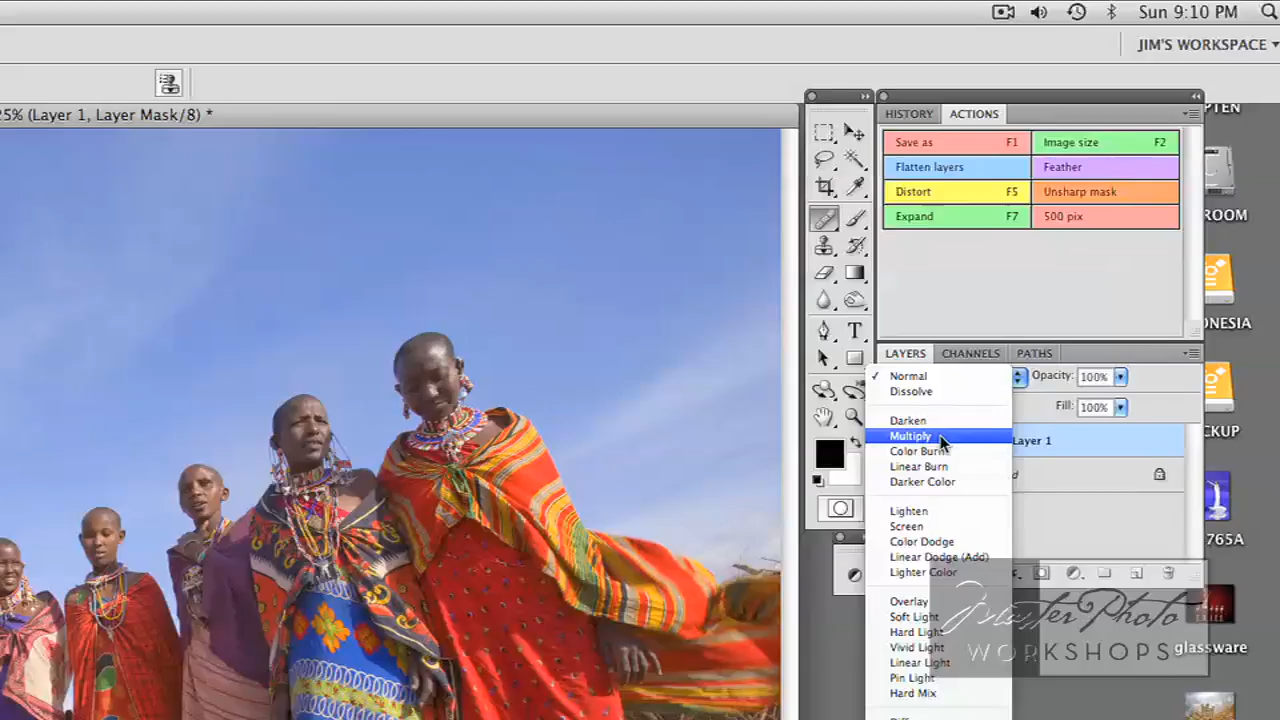 Sun 9:10 PM
JIM'S WORKSPACE
25% (Layer 1, Layer Mask/8) *
HISTORY ACTIONS
Save as F1 Image size F2
Flatten layers Feather
Distort F5 Unsharp mask
Expand F7 500 pix
ROOM
ONESIA
CKUP
765A
glassware
LAYERS CHANNELS PATHS
Normal Opacity: 100%
Dissolve
Fill: 100%
Darken
Multiply
Layer 1
Color Burn
Linear Burn
Darker Color
Lighten
Screen
Color Dodge
Linear Dodge (Add)
Lighter Color
Overlay
Soft Light
Hard Light
Vivid Light
Linear Light
Pin Light
Hard Mix
Master Photo
WORKSHOPS